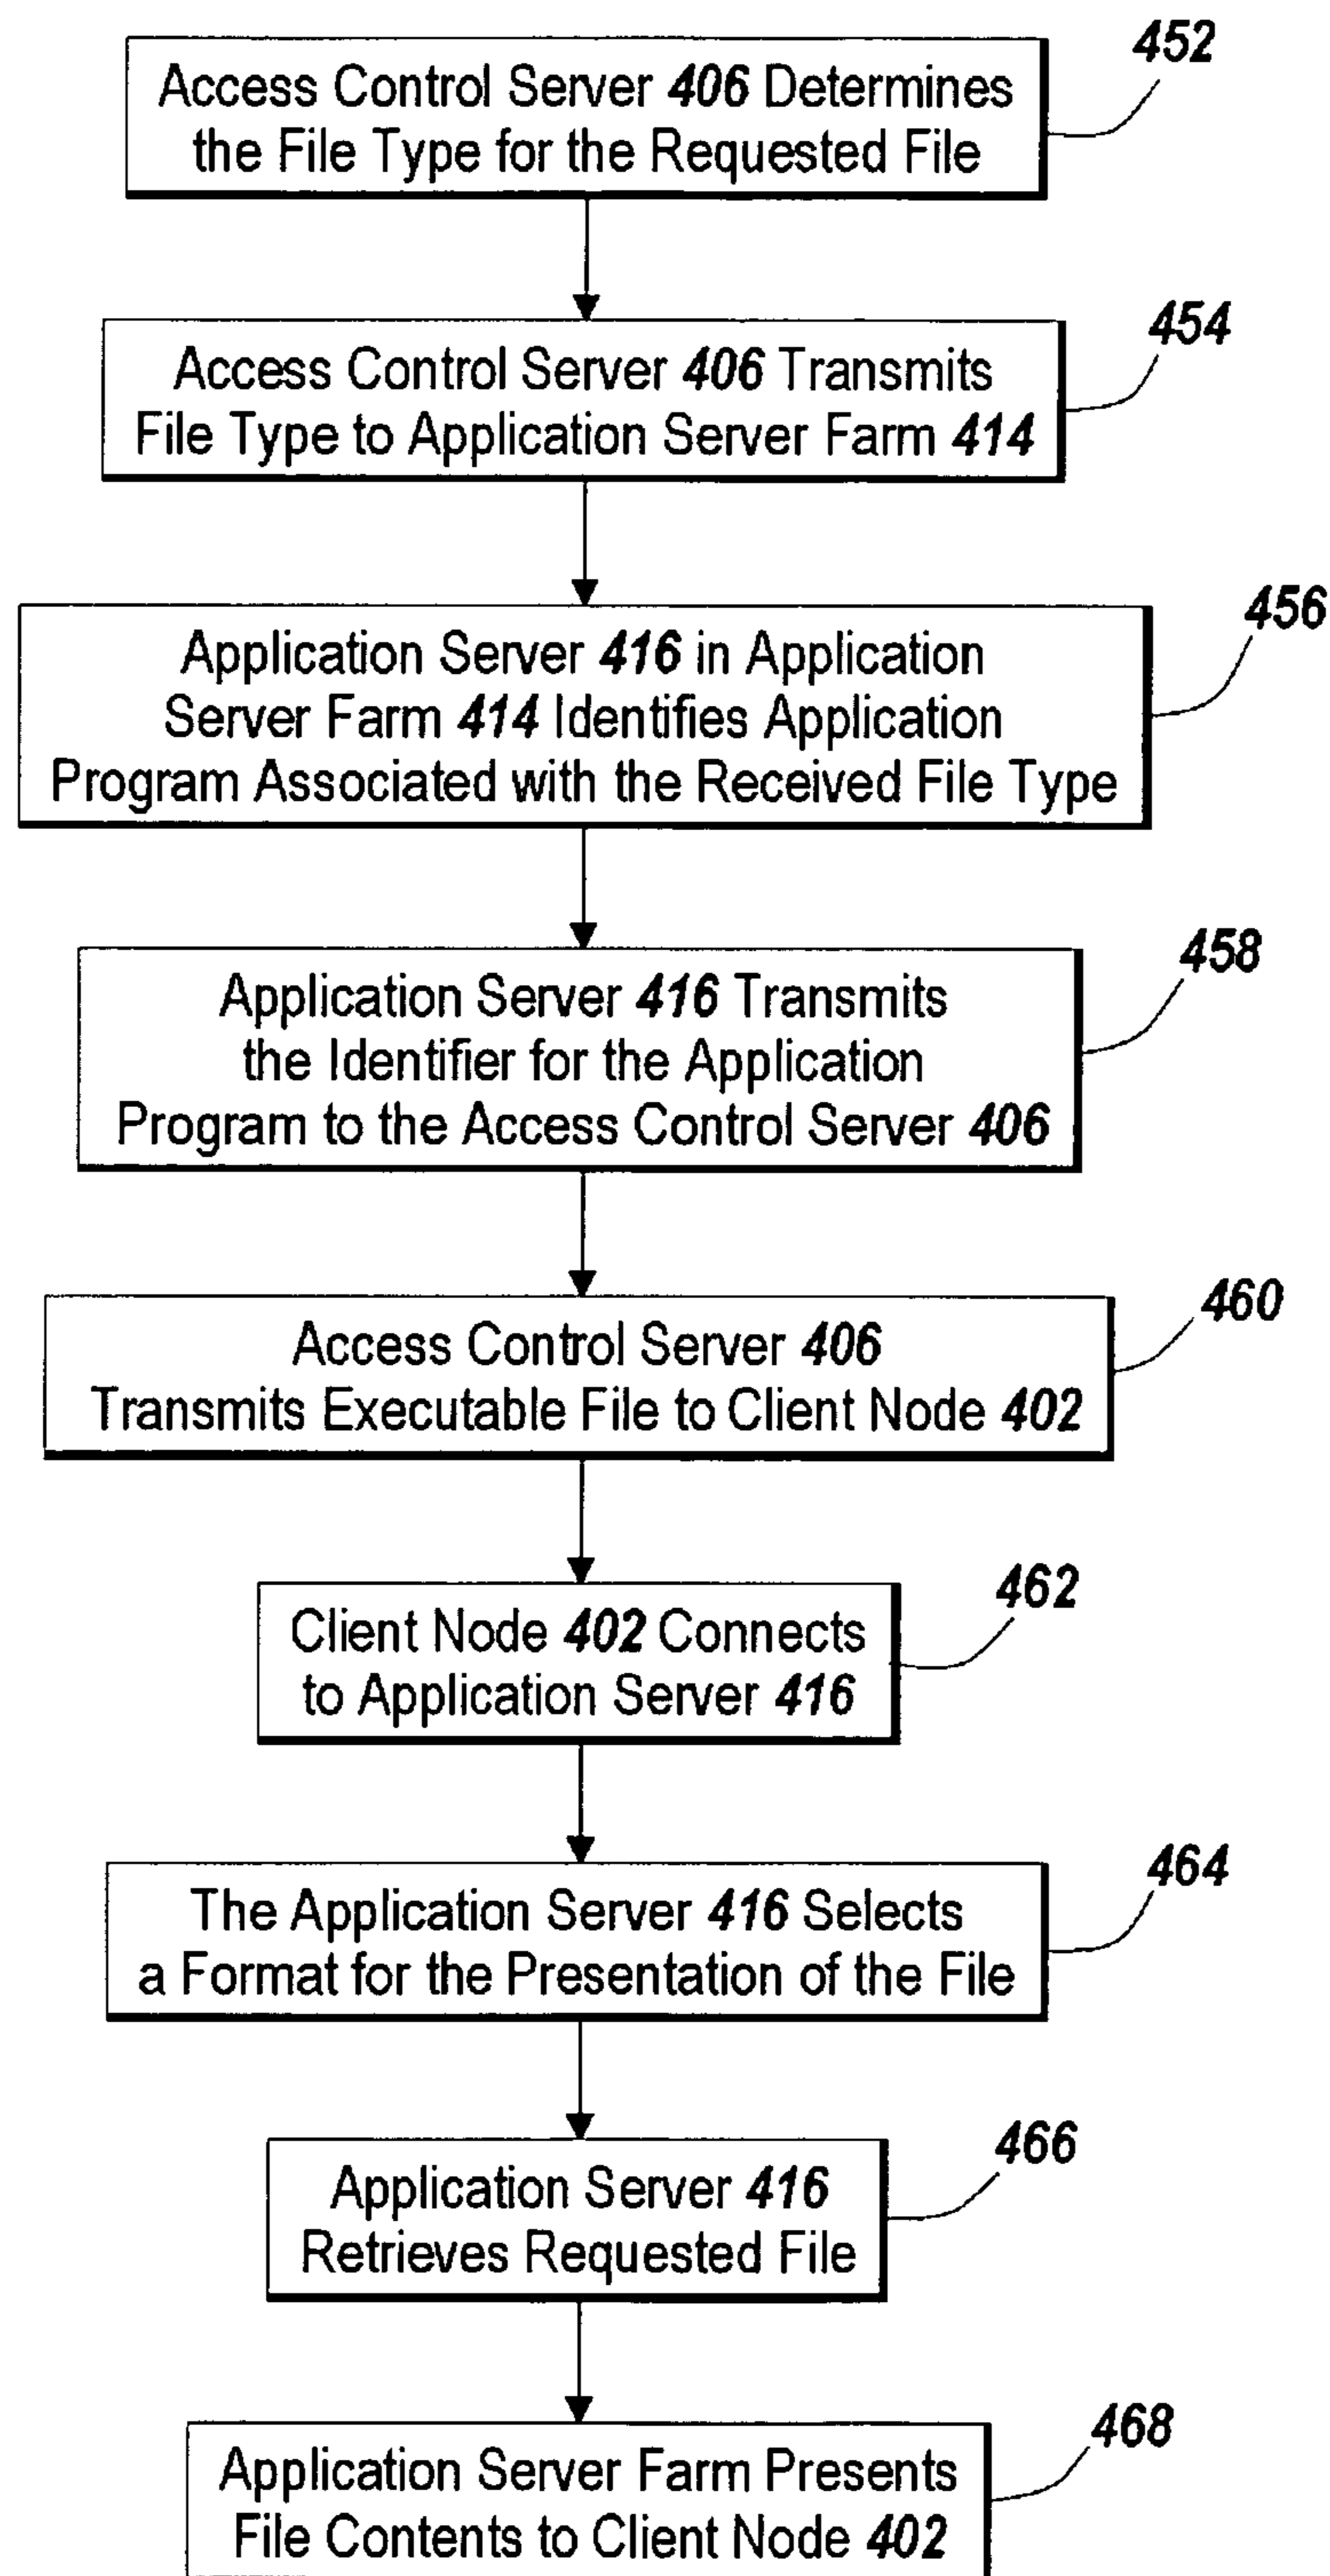 452
Access Control Server 406 Determines
the File Type for the Requested File
454
Access Control Server 406 Transmits
File Type to Application Server Farm 414
456
Application Server 416 in Application
Server Farm 414 Identifies Application
Program Associated with the Received File Type
458
Application Server 416 Transmits
the Identifier for the Application
Program to the Access Control Server 406
460
Access Control Server 406
Transmits Executable File to Client Node 402
462
Client Node 402 Connects
to Application Server 416
464
The Application Server 416 Selects
a Format for the Presentation of the File
466
Application Server 416
Retrieves Requested File
468
Application Server Farm Presents
File Contents to Client Node 402